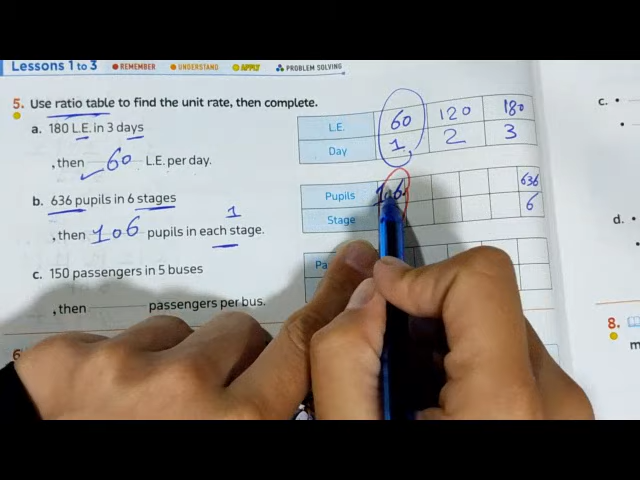 Lessons 1 to 3 REMEMBER UNDERSTAND APPLY PROBLEM SOLVING
5. Use ratio table to find the unit rate, then complete.
a. 180 L.E. in 3 days
, then 60 L.E. per day.
L.E. 60 120 180
Day 1 2 3
b. 636 pupils in 6 stages
1
, then 106 pupils in each stage.
Pupils 106 636
Stage 6
c. 150 passengers in 5 buses
, then passengers per bus.
c.
d.
8.